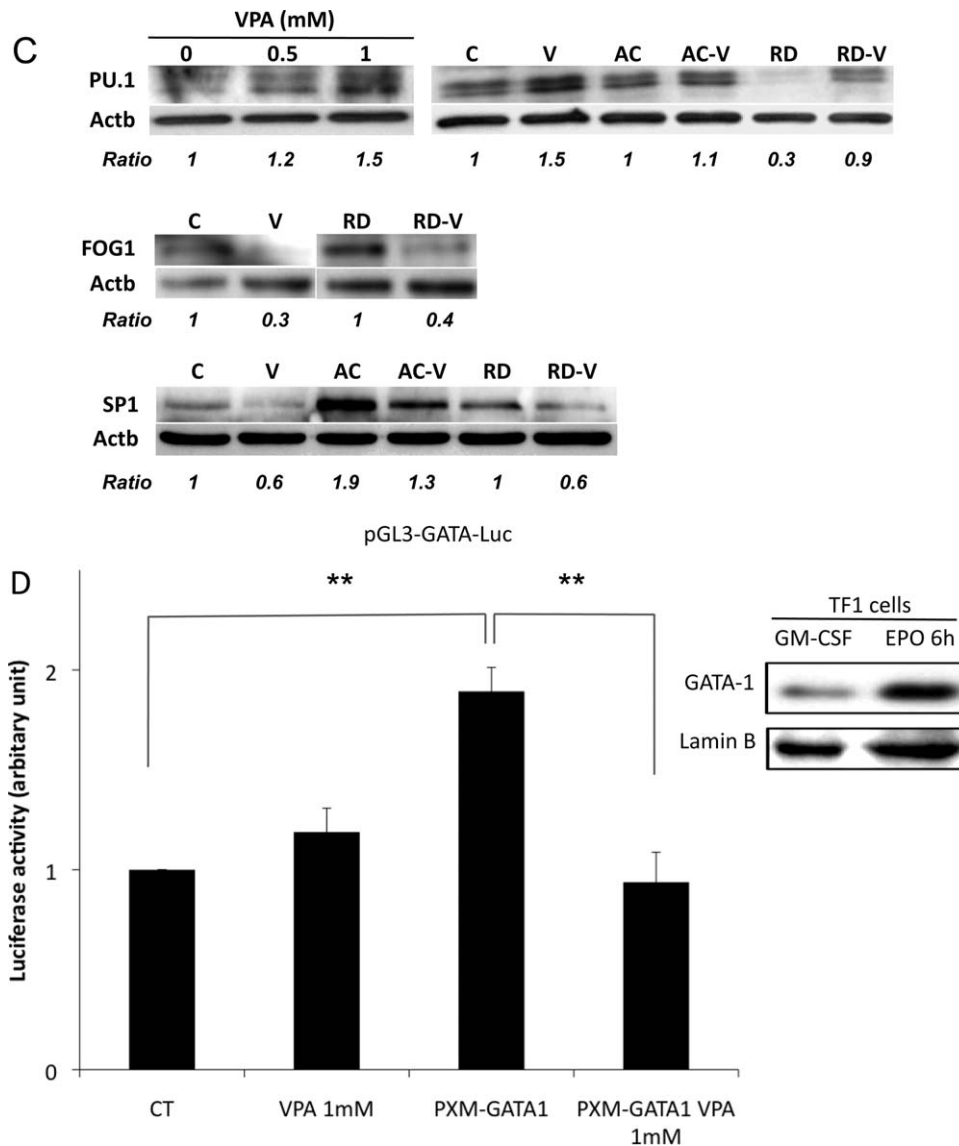 C
VPA (mM)
0 0.5 1 C V AC AC-V RD RD-V
PU.1
Actb
Ratio 1 1.2 1.5 1 1.5 1 1.1 0.3 0.9
C V RD RD-V
FOG1
Actb
Ratio 1 0.3 1 0.4
C V AC AC-V RD RD-V
SP1
Actb
Ratio 1 0.6 1.9 1.3 1 0.6
pGL3-GATA-Luc
D
** **
Luciferase activity (arbitary unit)
2
1
0
CT VPA 1mM PXM-GATA1 PXM-GATA1 VPA
1mM
TF1 cells
GM-CSF EPO 6h
GATA-1
Lamin B